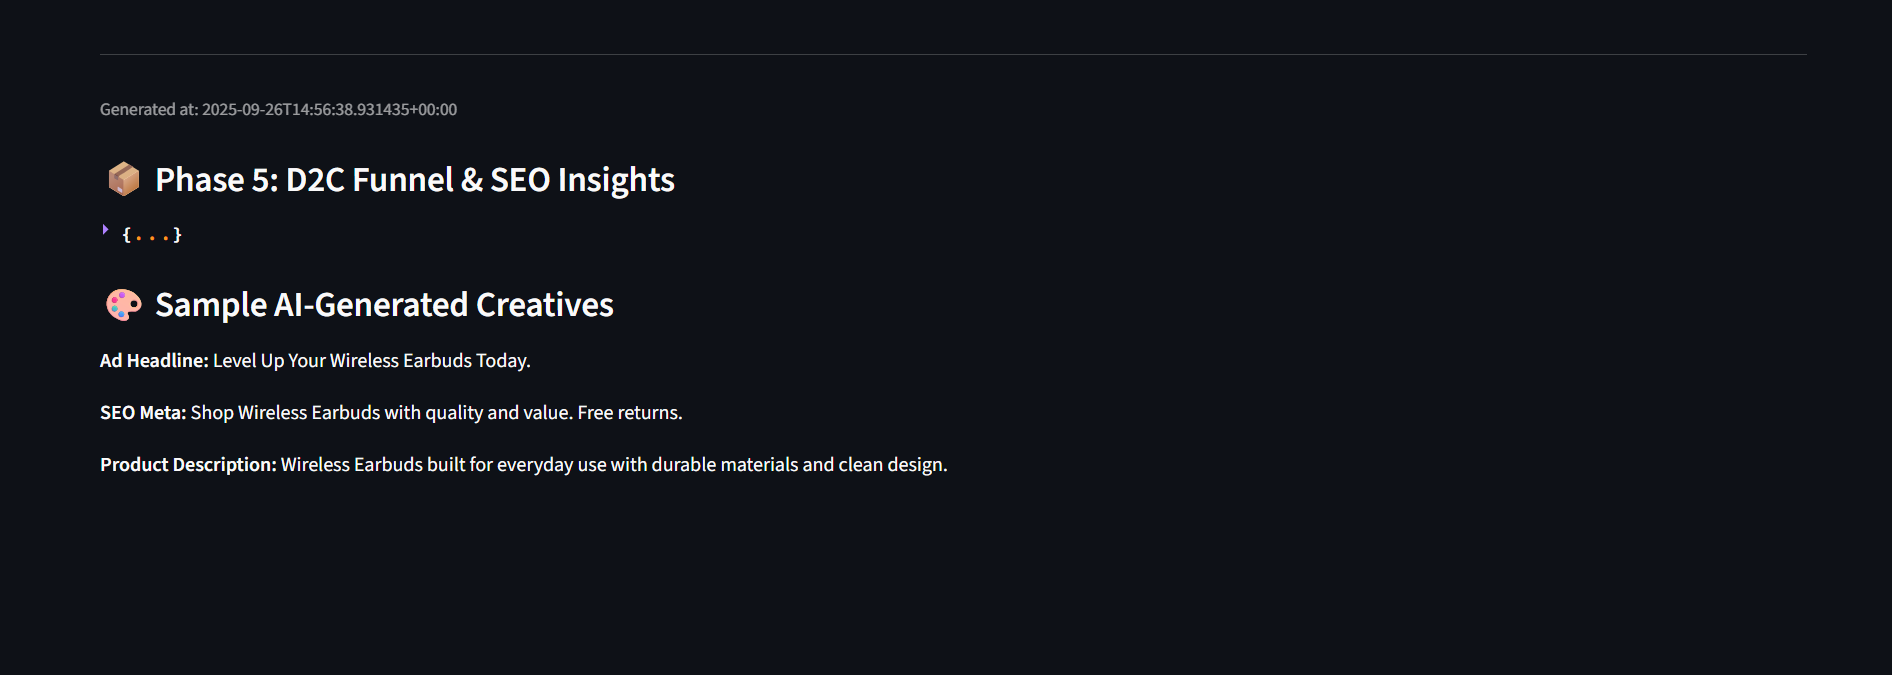 Generated at: 2025-09-26T14:56:38.931435+00:00
📦 Phase 5: D2C Funnel & SEO Insights
{...}
🎨 Sample AI-Generated Creatives
Ad Headline: Level Up Your Wireless Earbuds Today.
SEO Meta: Shop Wireless Earbuds with quality and value. Free returns.
Product Description: Wireless Earbuds built for everyday use with durable materials and clean design.